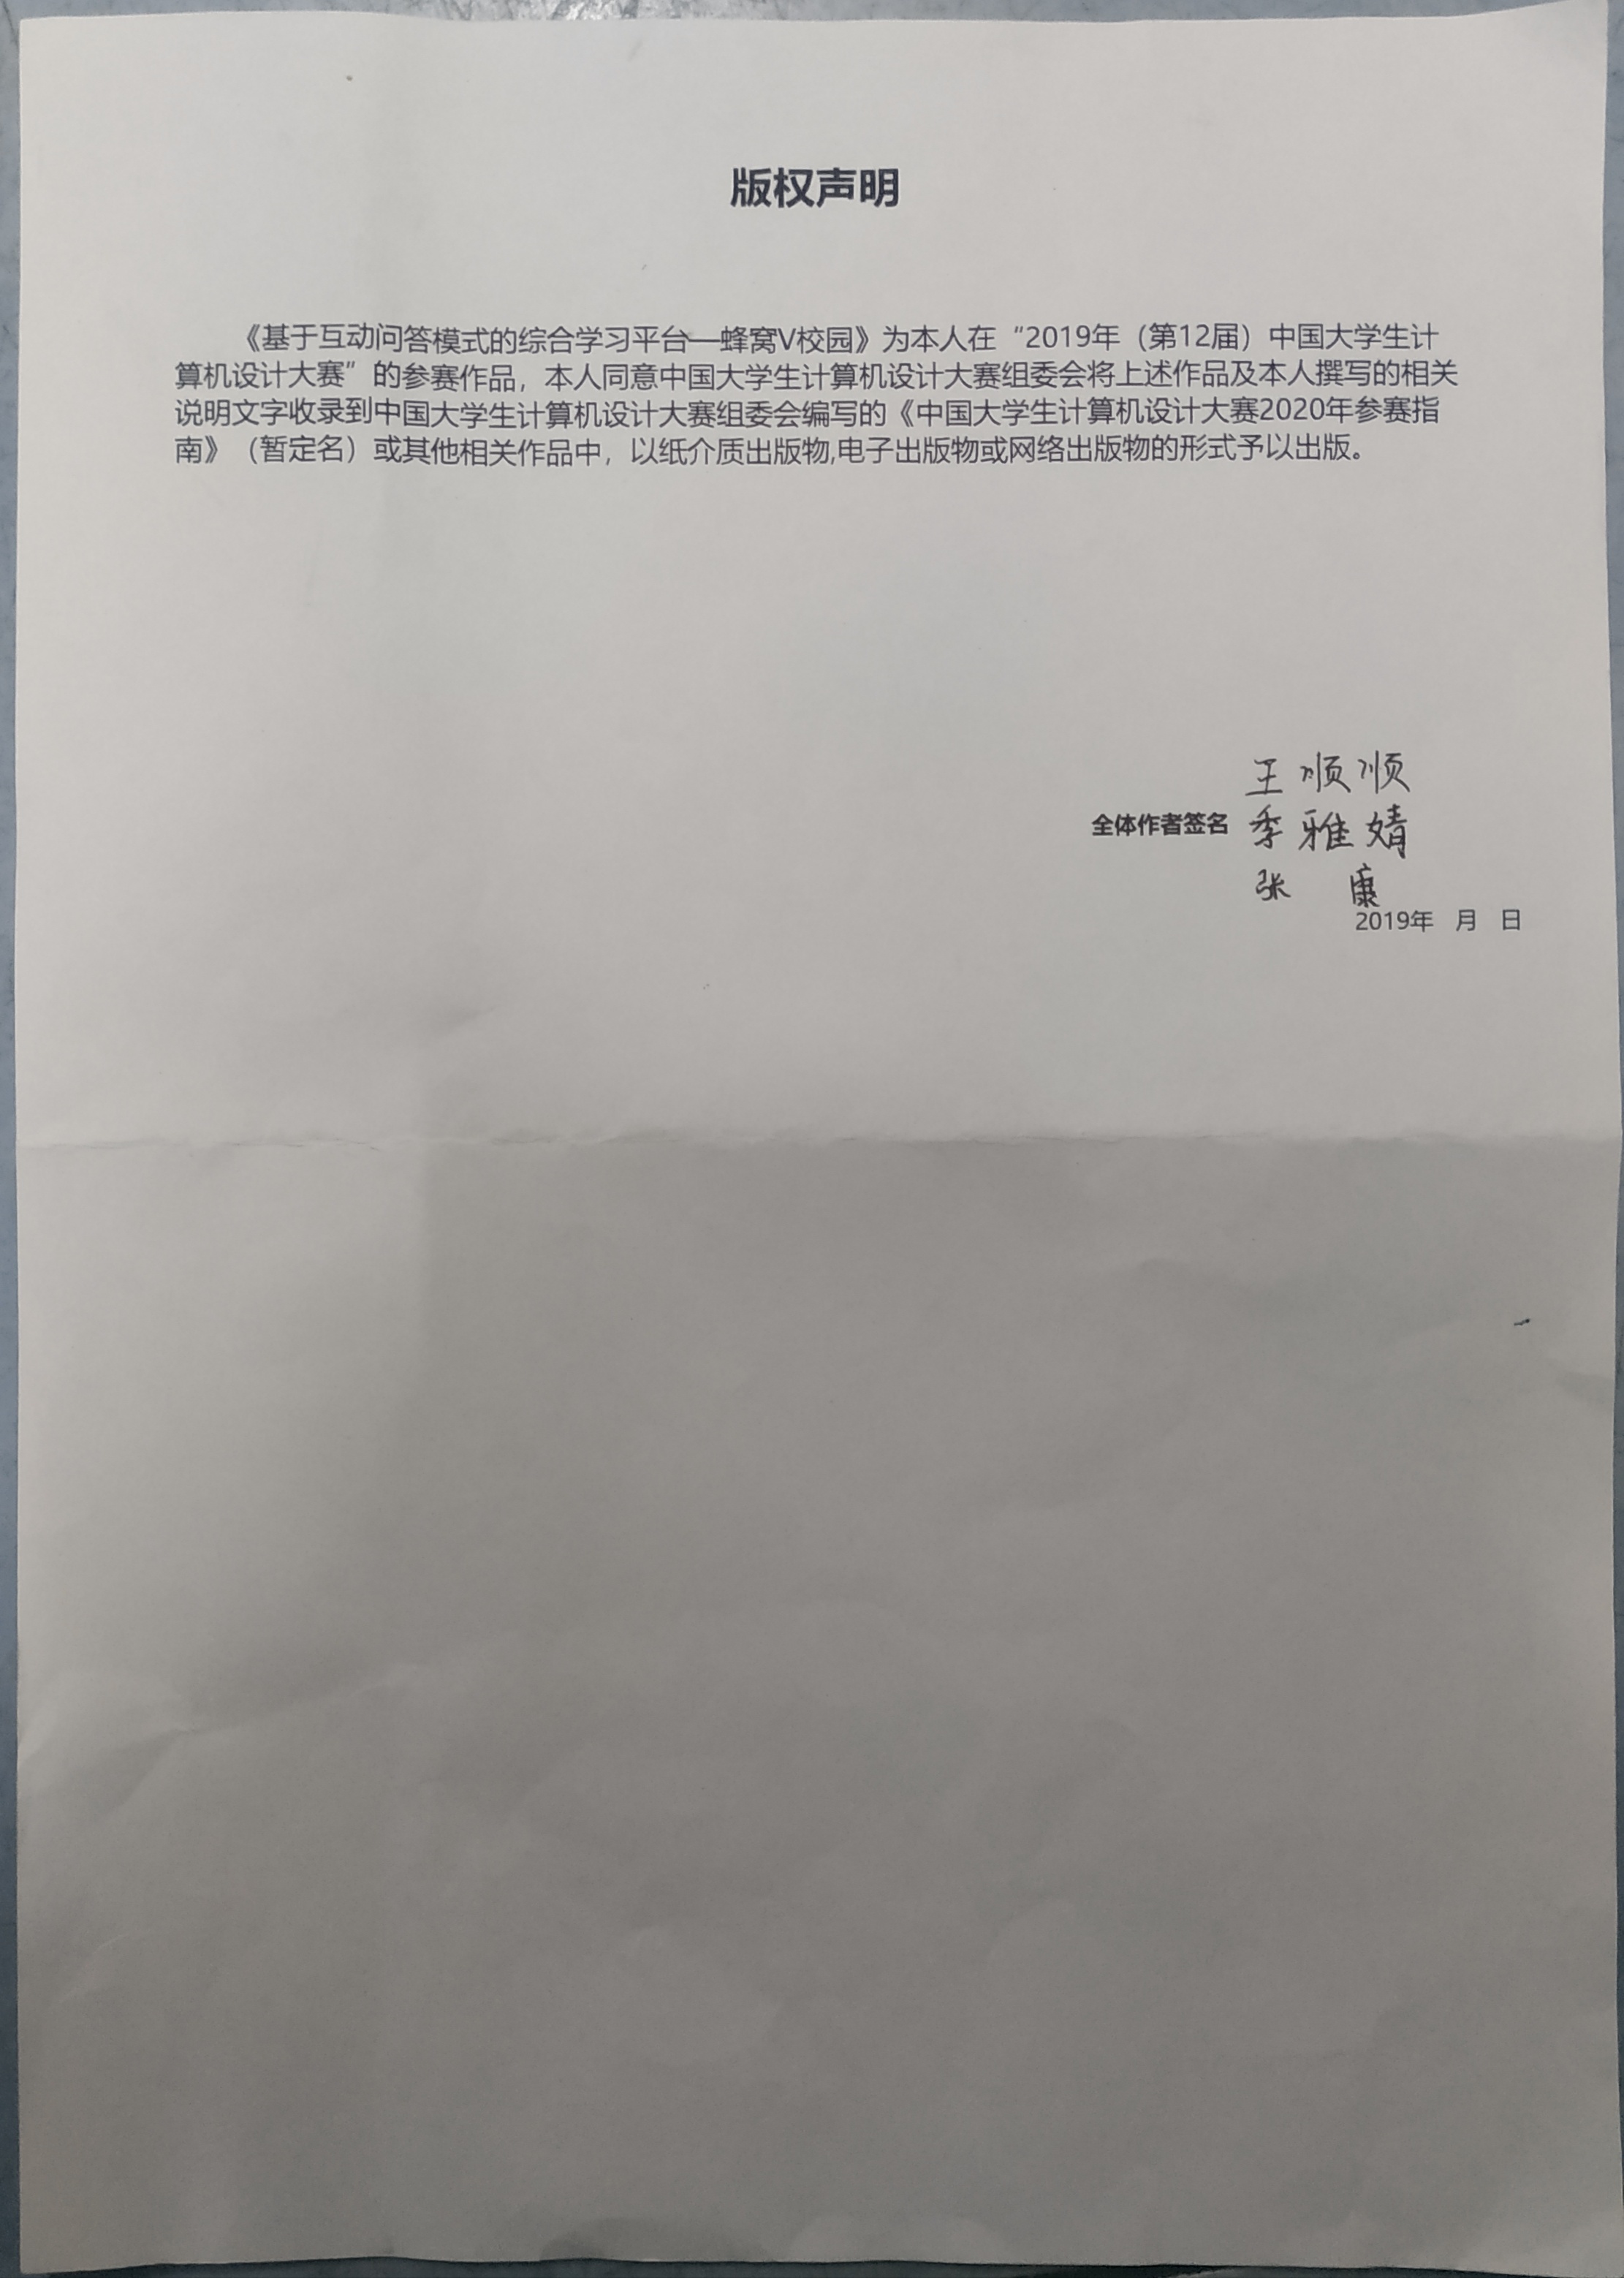 版权声明
《基于互动问答模式的综合学习平台—蜂窝V校园》为本人在“2019年（第12届）中国大学生计
算机设计大赛”的参赛作品，本人同意中国大学生计算机设计大赛组委会将上述作品及本人撰写的相关
说明文字收录到中国大学生计算机设计大赛组委会编写的《中国大学生计算机设计大赛2020年参赛指
南》（暂定名）或其他相关作品中，以纸介质出版物,电子出版物或网络出版物的形式予以出版。
王顺顺
全体作者签名 季雅婧
张 康
2019年 月 日